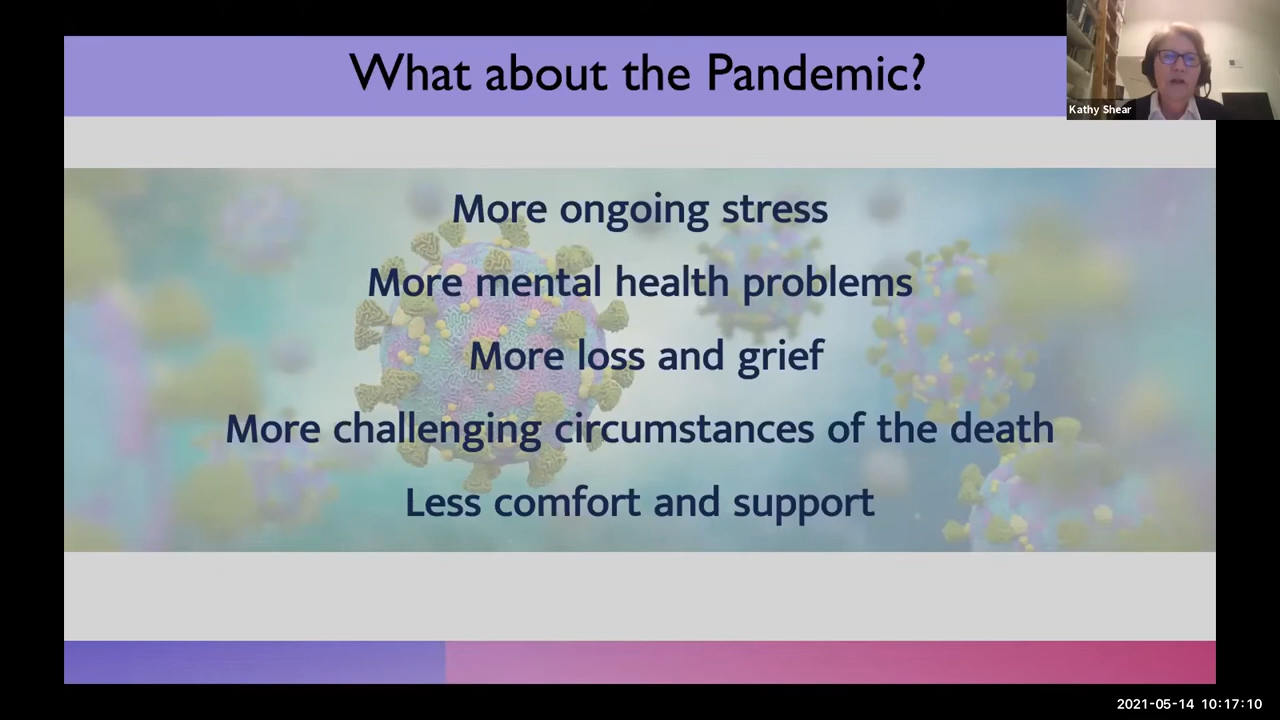 What about the Pandemic?
Kathy Shear
More ongoing stress
More mental health problems
More loss and grief
More challenging circumstances of the death
Less comfort and support
2021-05-14 10:17:10